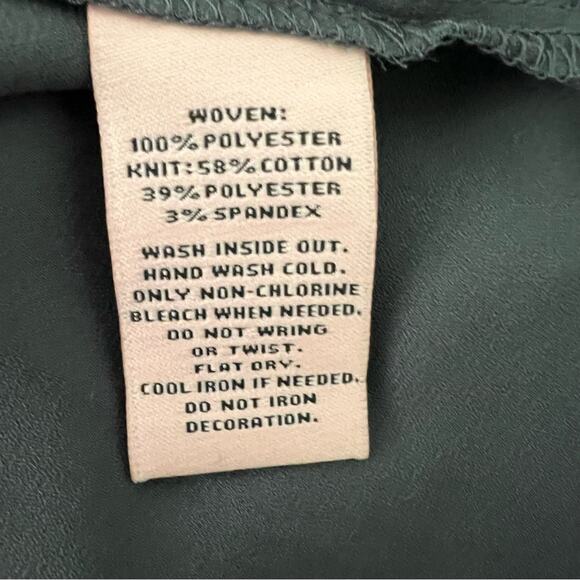 WOVEN:
100% POLYESTER
KNIT:58% COTTON
39% POLYESTER
3% SPANDEX
WASH INSIDE OUT.
HAND WASH COLD.
ONLY NON-CHLORINE
BLEACH WHEN NEEDED.
DO NOT WRING
OR TWIST.
FLAT DRY.
COOL IRON IF NEEDED.
DO NOT IRON
DECORATION.